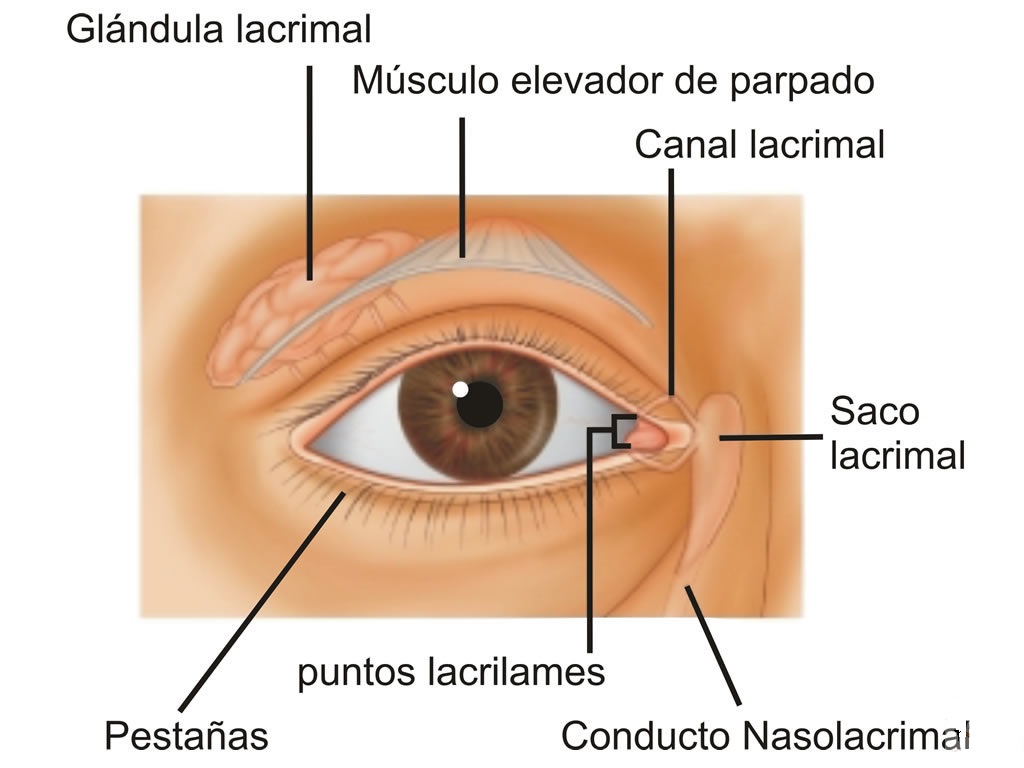 Glándula lacrimal
Músculo elevador de parpado
Canal lacrimal
Saco
lacrimal
puntos lacrilames
Pestañas
Conducto Nasolacrimal